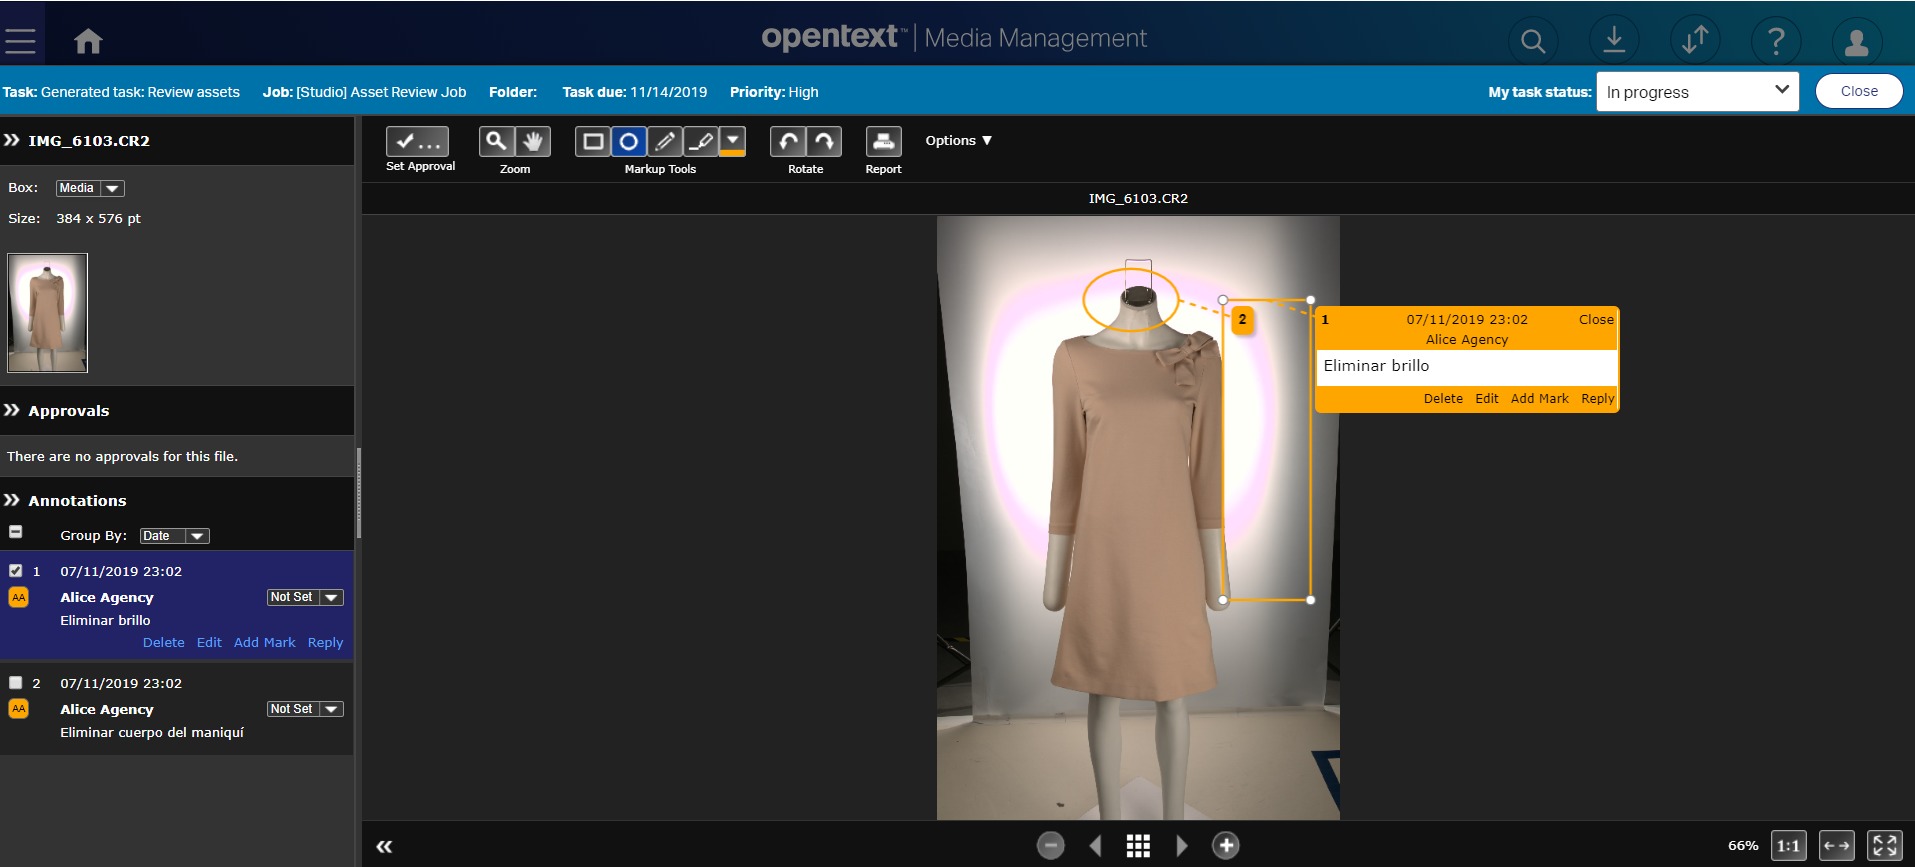 opentext™ | Media Management
Task: Generated task: Review assets Job: [Studio] Asset Review Job Folder: Task due: 11/14/2019 Priority: High My task status: In progress Close
IMG_6103.CR2
Box: Media
Size: 384 x 576 pt
Approvals
There are no approvals for this file.
Annotations
Group By: Date
1 07/11/2019 23:02
AA Alice Agency Not Set
Eliminar brillo
Delete Edit Add Mark Reply
2 07/11/2019 23:02
AA Alice Agency Not Set
Eliminar cuerpo del maniquí
Set Approval
Zoom
Markup Tools
Rotate
Report
Options ▼
IMG_6103.CR2
2
1 07/11/2019 23:02 Close
Alice Agency
Eliminar brillo
Delete Edit Add Mark Reply
66% 1:1